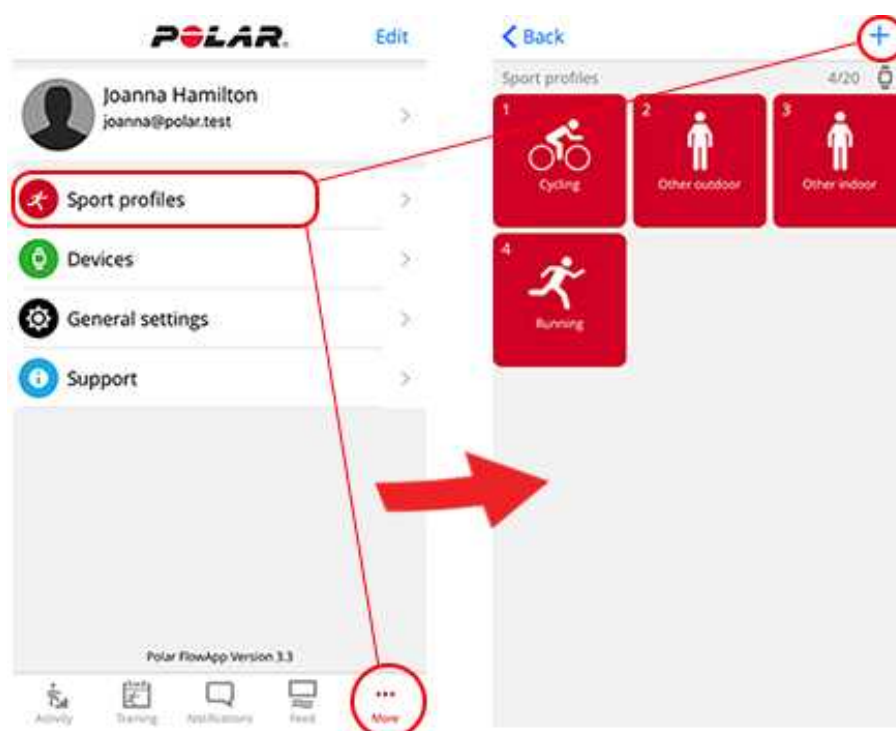 POLAR.
Edit
Joanna Hamilton
joanna@polar.test
Sport profiles
Devices
General settings
Support
Polar FlowApp Version 3.3
Activity
Training
Notifications
Feed
More
Back
Sport profiles
4/20
1
Cycling
2
Other outdoor
3
Other indoor
4
Running